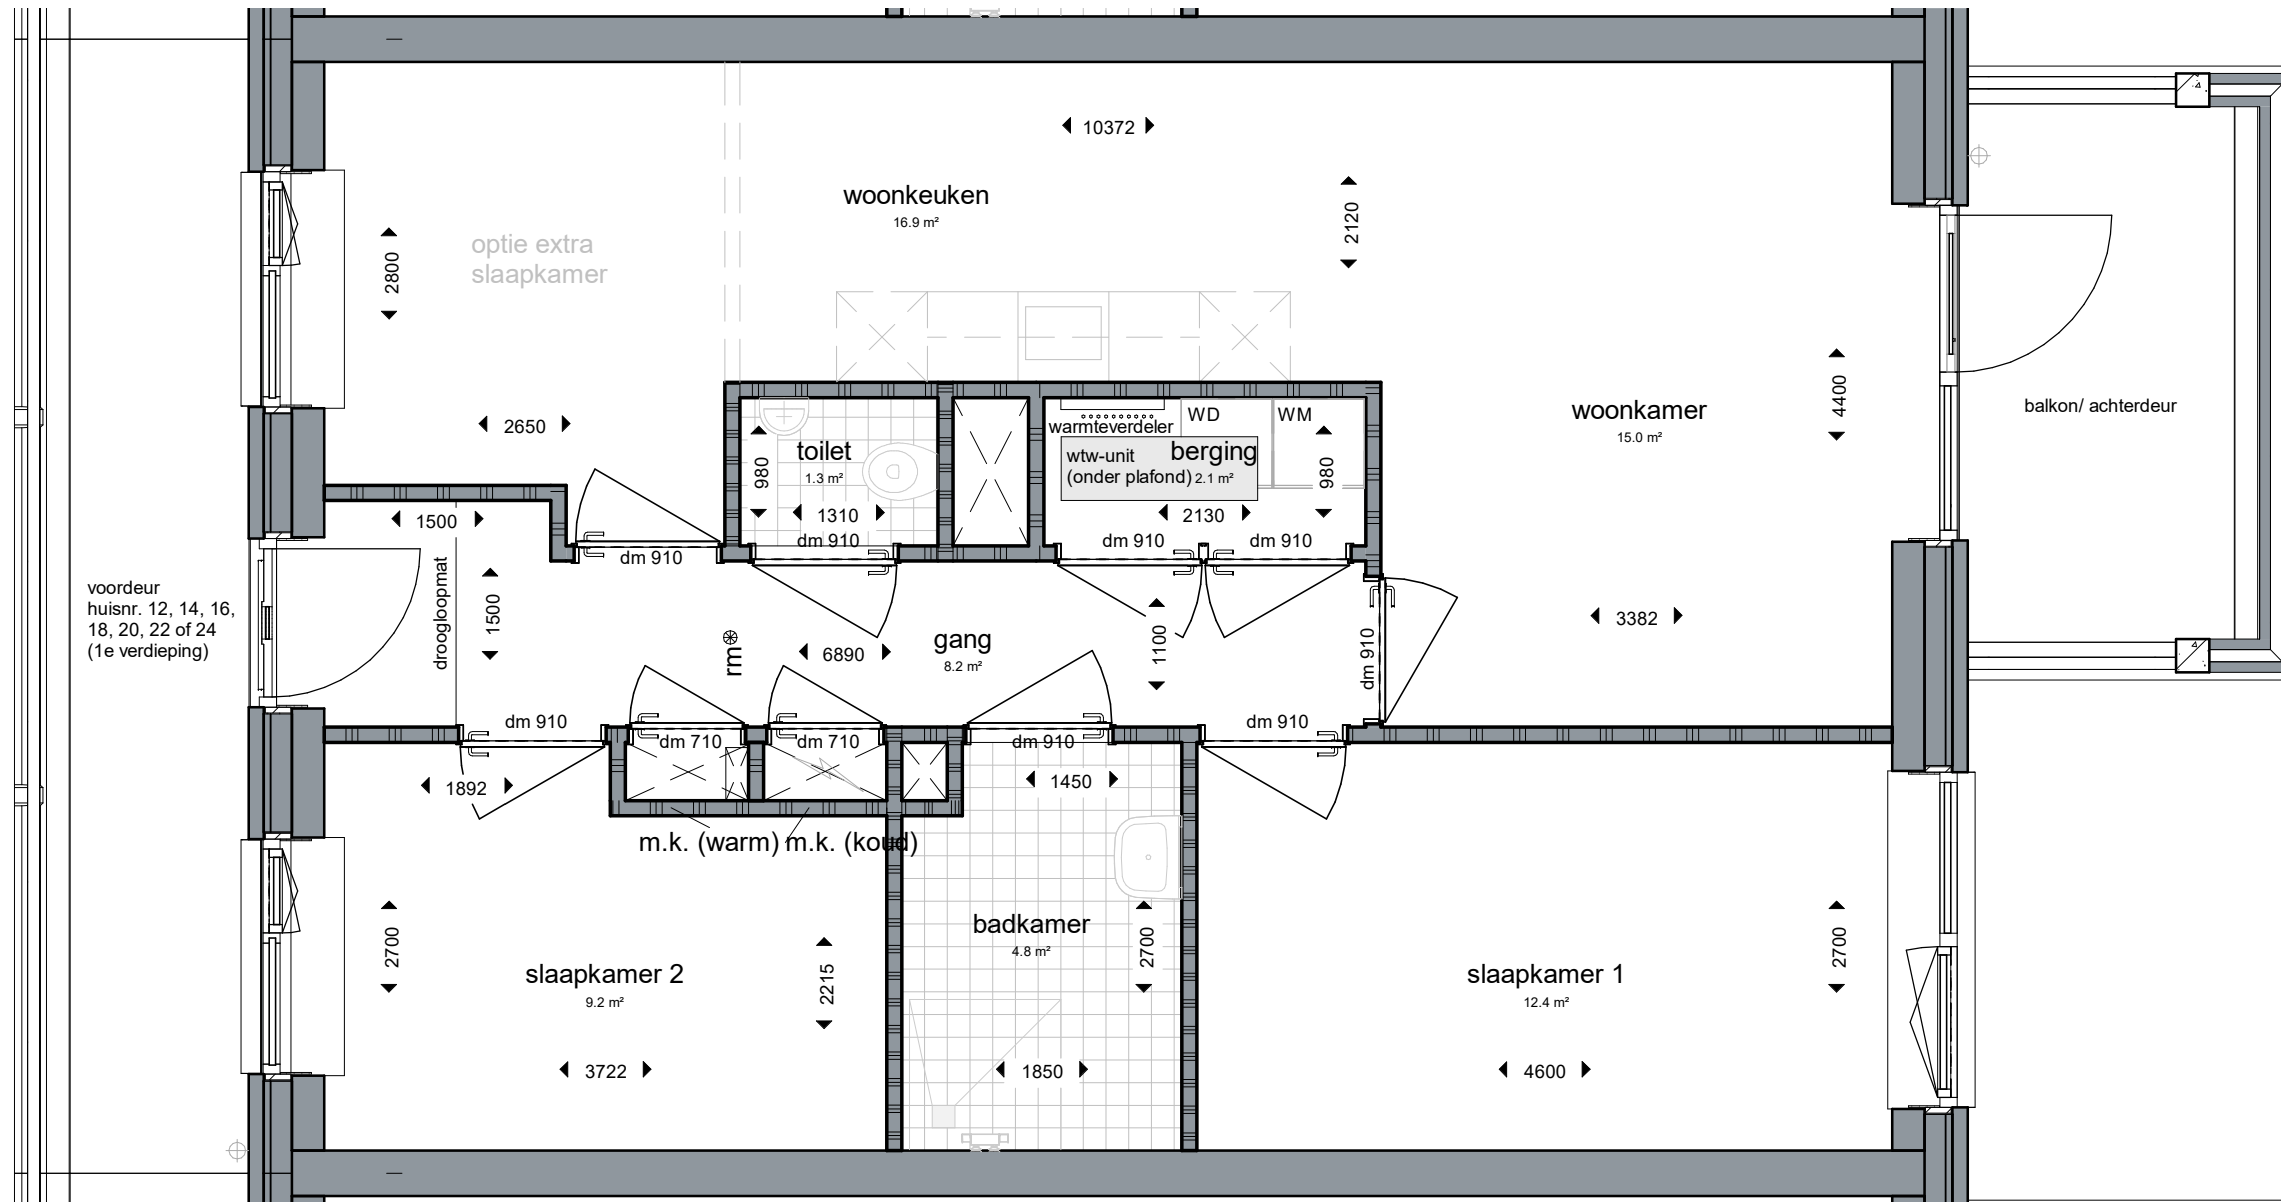 10372
woonkeuken
16.9 m²
2120
optie extra
slaapkamer
2800
2650
4400
woonkamer
15.0 m²
balkon/ achterdeur
WD
WM
warmteverdeler
toilet
1.3 m²
980
1310
dm 910
wtw-unit
(onder plafond)
berging
2.1 m²
980
2130
dm 910
dm 910
1500
dm 910
droogloopmat
1500
voordeur
huisnr. 12, 14, 16,
18, 20, 22 of 24
(1e verdieping)
rm
6890
gang
8.2 m²
1100
dm 910
3382
dm 910
dm 710
dm 710
dm 910
dm 910
1892
1450
m.k. (warm)
m.k. (koud)
2700
slaapkamer 2
9.2 m²
2215
3722
badkamer
4.8 m²
2700
1850
slaapkamer 1
12.4 m²
2700
4600